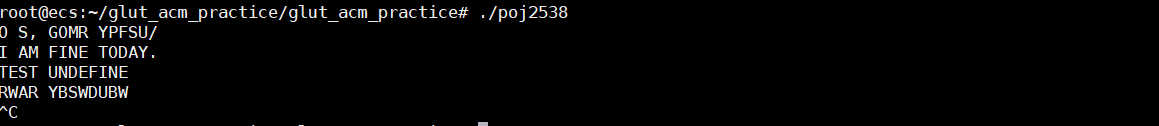 root@ecs:~/glut_acm_practice/glut_acm_practice# ./poj2538
O S, GOMR YPFSU/
I AM FINE TODAY.
TEST UNDEFINE
RWAR YBSWDUBW
^C